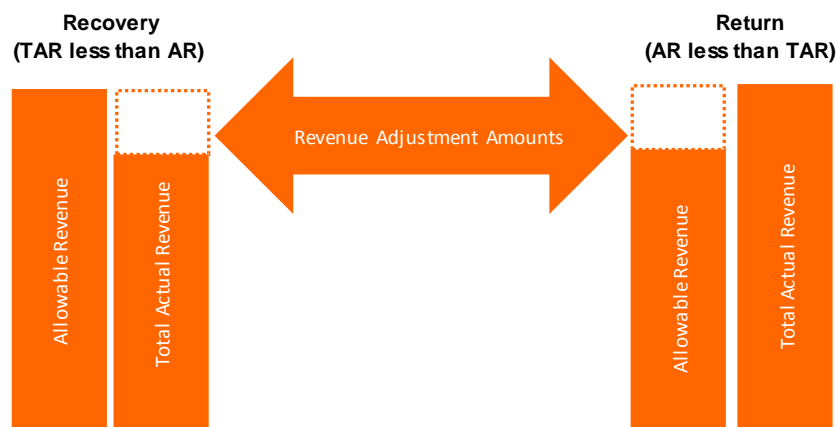 Recovery
(TAR less than AR)
Return
(AR less than TAR)
Revenue Adjustment Amounts
Allowable Revenue
Total Actual Revenue
Allowable Revenue
Total Actual Revenue